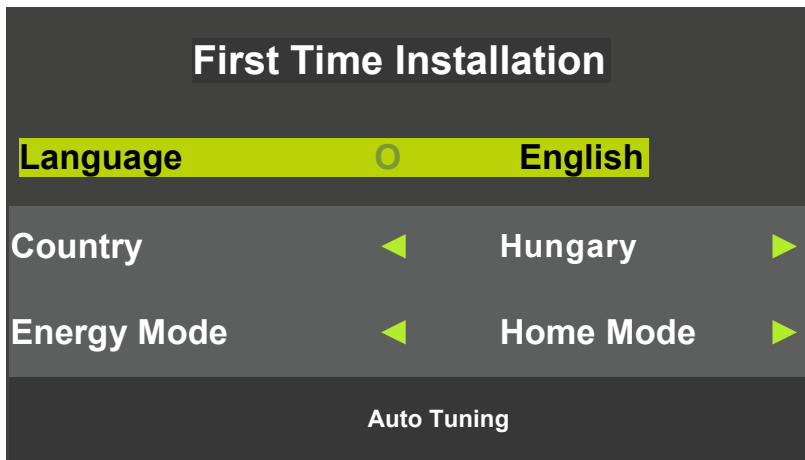 First Time Installation
Language O English
Country ◄ Hungary ►
Energy Mode ◄ Home Mode ►
Auto Tuning